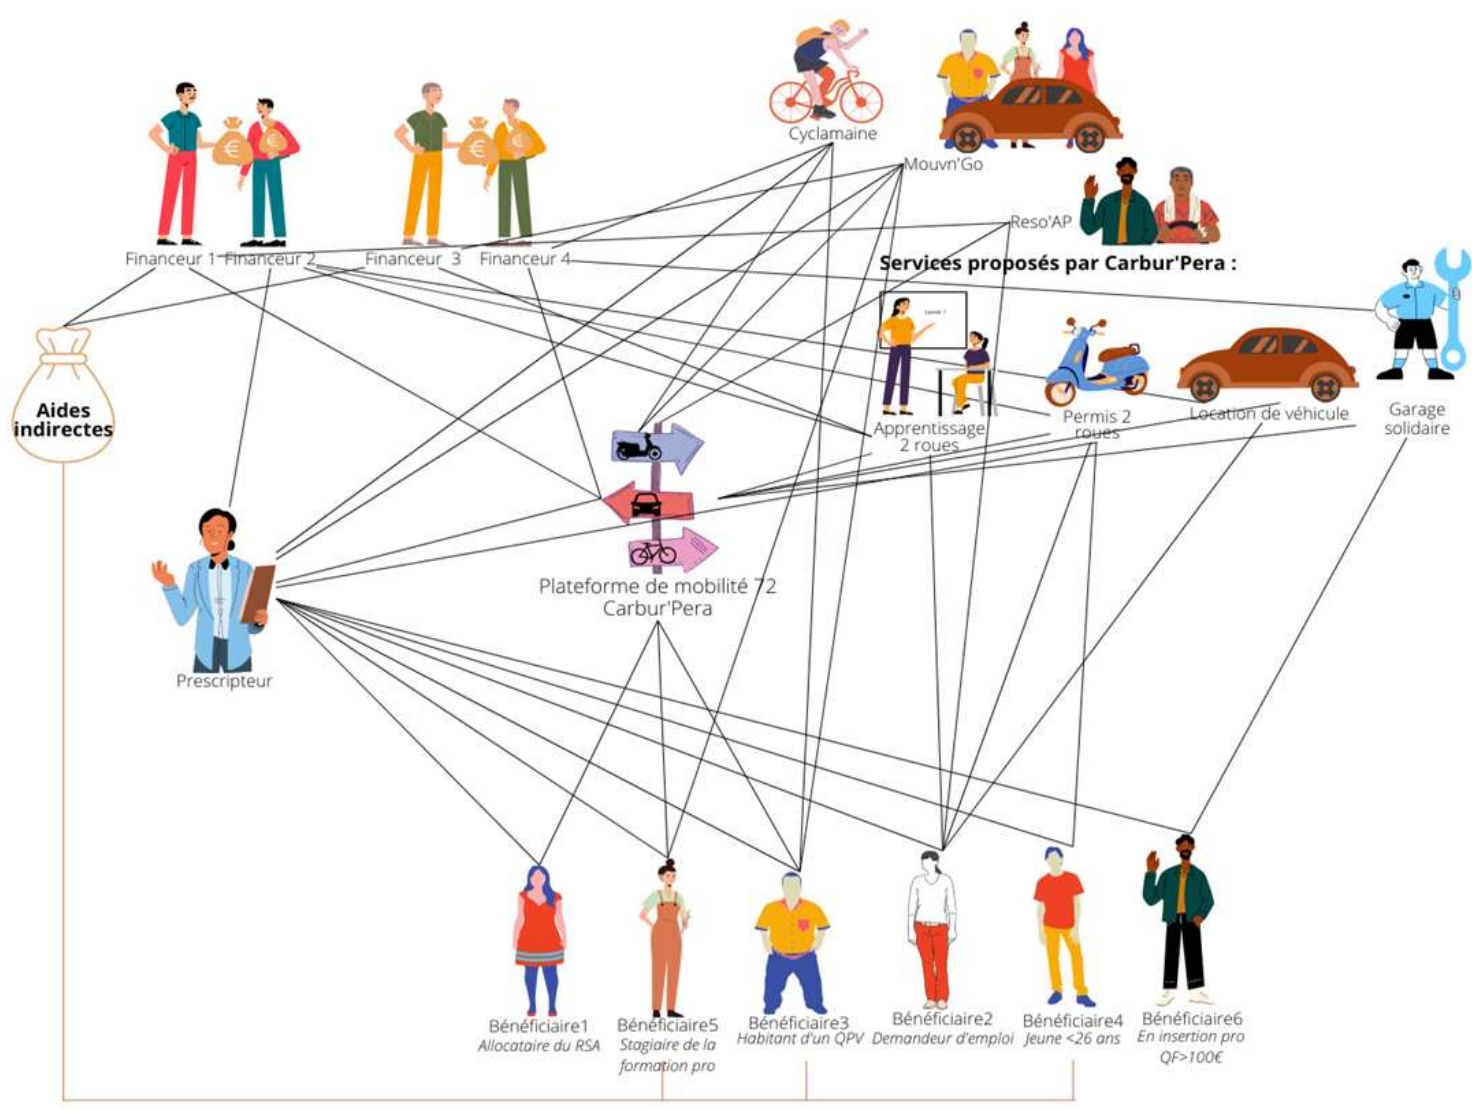 Cyclamaine
Mouvn'Go
Reso'AP
Financeur 1
Financeur 2
Financeur 3
Financeur 4
Services proposés par Carbur'Pera :
Aides
indirectes
Apprentissage
2 roues
Permis 2
roues
Location de véhicule
Garage
solidaire
Plateforme de mobilité 72
Carbur'Pera
Prescripteur
Bénéficiaire1
Allocataire du RSA
Bénéficiaire5
Stagiaire de la
formation pro
Bénéficiaire3
Habitant d'un QPV
Bénéficiaire2
Demandeur d'emploi
Bénéficiaire4
Jeune <26 ans
Bénéficiaire6
En insertion pro
QF>100€